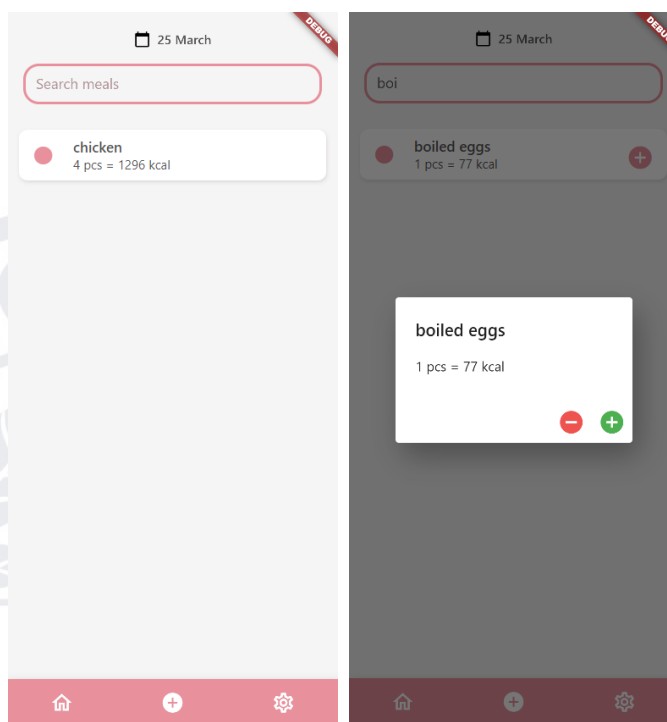 25 March
DEBUG
Search meals
chicken
4 pcs = 1296 kcal
25 March
DEBUG
boi
boiled eggs
1 pcs = 77 kcal
boiled eggs
1 pcs = 77 kcal